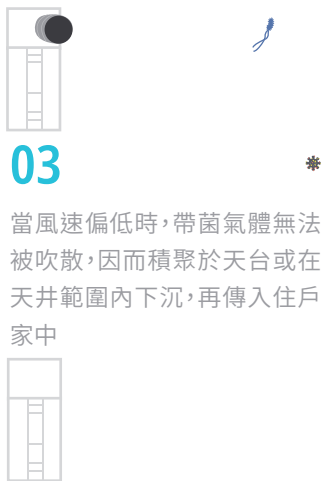 03
當風速偏低時，帶菌氣體無法
被吹散，因而積聚於天台或在
天井範圍內下沉，再傳入住戶
家中